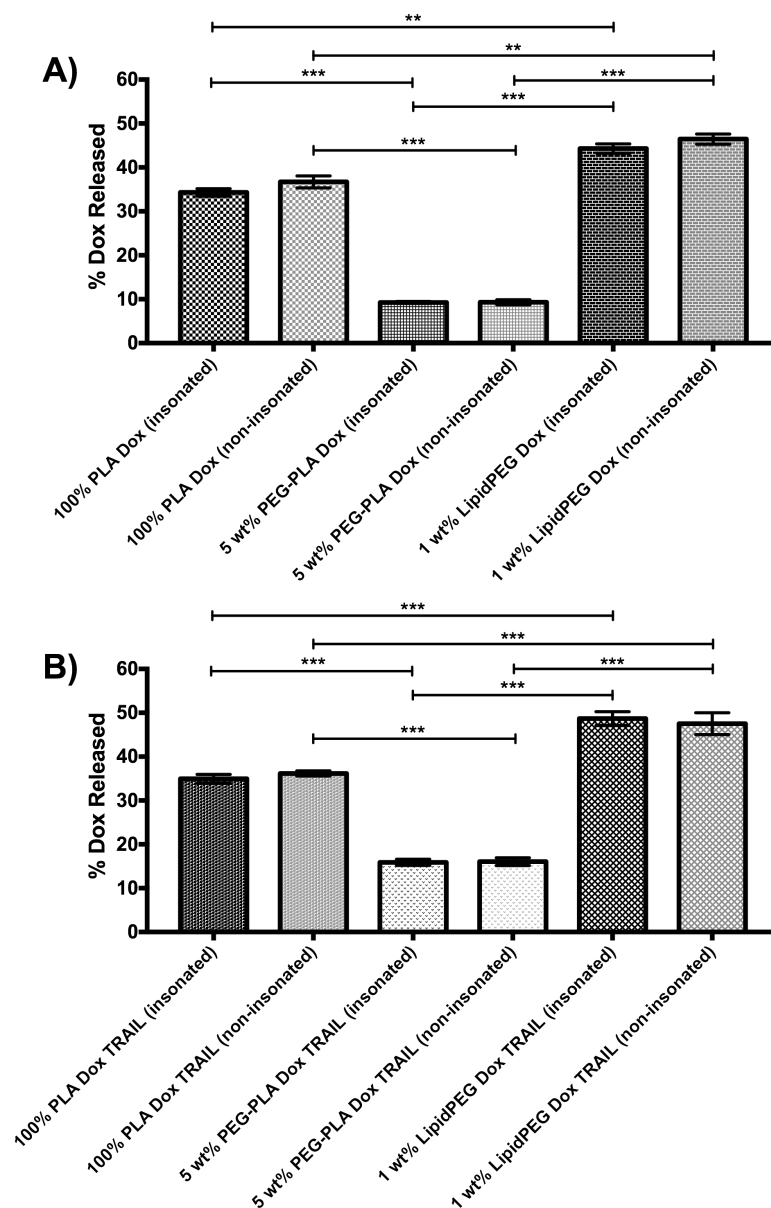 **
**
A)
***
***
***
***
60
50
40
30
20
10
0
% Dox Released
100% PLA Dox (insonated)
100% PLA Dox (non-insonated)
5 wt% PEG-PLA Dox (insonated)
5 wt% PEG-PLA Dox (non-insonated)
1 wt% LipidPEG Dox (insonated)
1 wt% LipidPEG Dox (non-insonated)
***
***
B)
***
***
***
***
60
50
40
30
20
10
0
% Dox Released
100% PLA Dox TRAIL (insonated)
100% PLA Dox TRAIL (non-insonated)
5 wt% PEG-PLA Dox TRAIL (insonated)
5 wt% PEG-PLA Dox TRAIL (non-insonated)
1 wt% LipidPEG Dox TRAIL (insonated)
1 wt% LipidPEG Dox TRAIL (non-insonated)